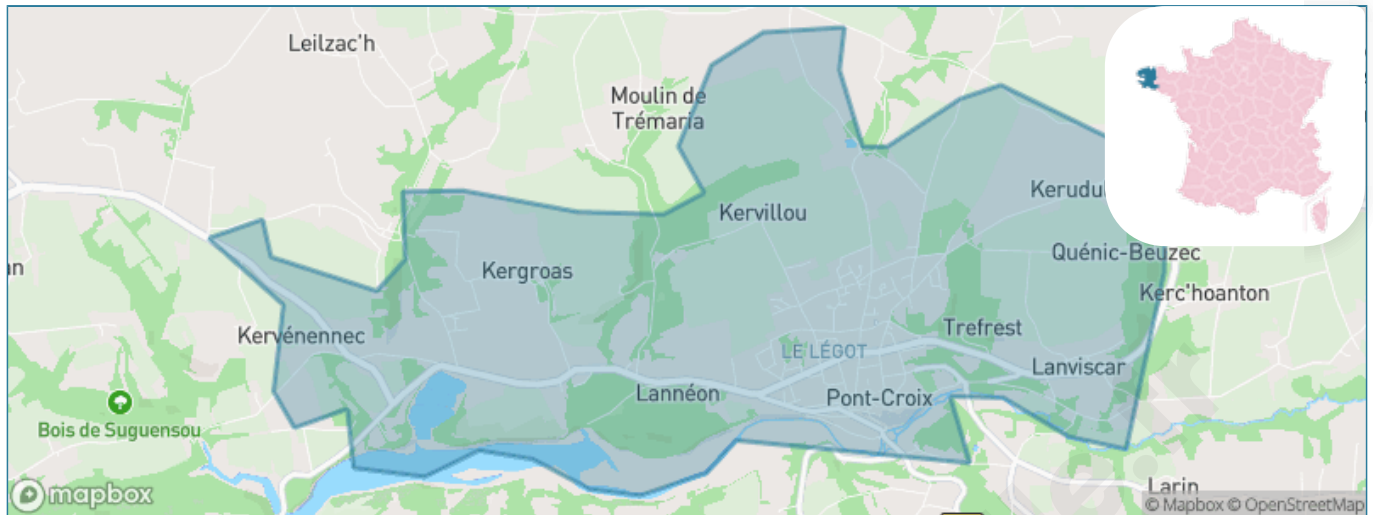 Leilzac'h
Moulin de
Trémaria
Kervillou
Quénic-Beuzec
an
Kergroas
Kerc'hoanton
Kervénennec
Trefrest
LE LÉGOT
Lanviscar
Lannéon
Pont-Croix
Bois de Suguensou
Larin
mapbox
© Mapbox © OpenStreetMap